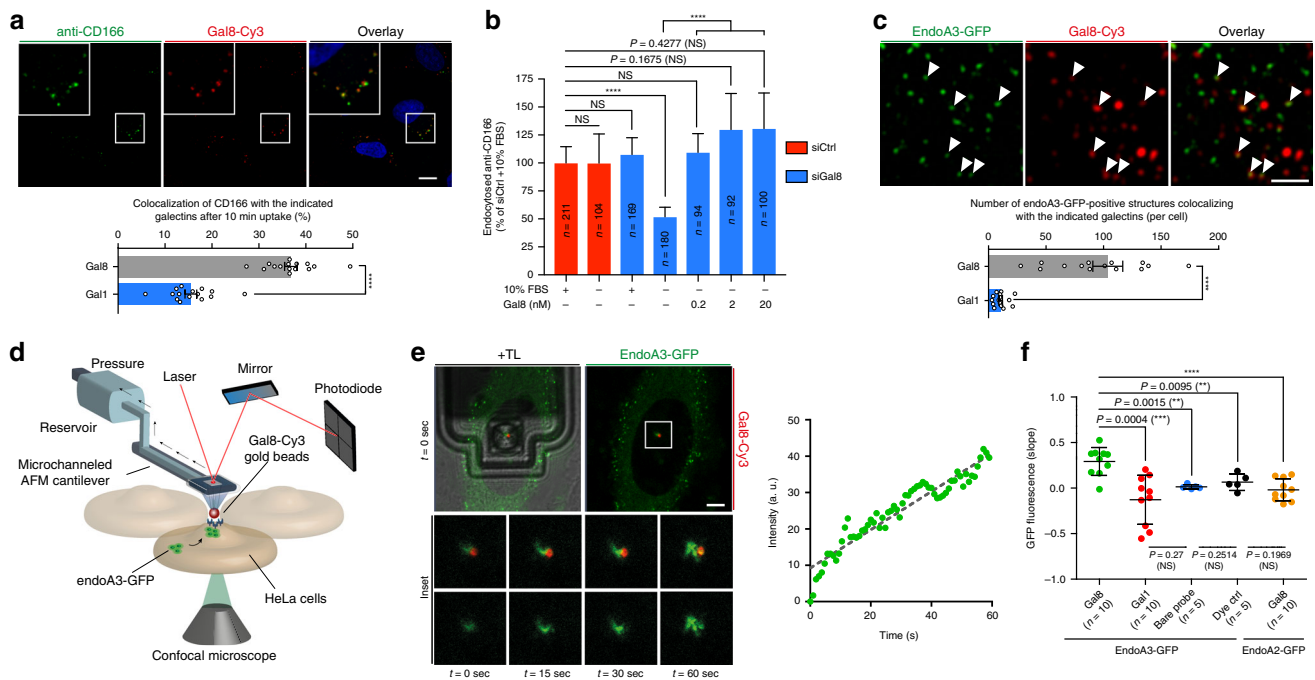 a
anti-CD166
Gal8-Cy3
Overlay
Colocalization of CD166 with the indicated
galectins after 10 min uptake (%)
0 10 20 30 40 50
Gal8
Gal1
****
b
****
P = 0.4277 (NS)
P = 0.1675 (NS)
NS
****
NS
NS
Endocytosed anti-CD166
(% of siCtrl +10% FBS)
175
150
125
100
75
50
25
0
n = 211
n = 104
n = 169
n = 180
n = 94
n = 92
n = 100
siCtrl
siGal8
10% FBS + – + – – – –
Gal8 (nM) – – – – 0.2 2 20
c
EndoA3-GFP
Gal8-Cy3
Overlay
Number of endoA3-GFP-positive structures colocalizing
with the indicated galectins (per cell)
0 50 100 150 200
Gal8
Gal1
****
d
Pressure
Laser
Mirror
Photodiode
Reservoir
Gal8-Cy3
gold beads
Microchanneled
AFM cantilever
endoA3-GFP
HeLa cells
Confocal microscope
e
+TL
EndoA3-GFP
Gal8-Cy3
t = 0 sec
Inset
t = 0 sec
t = 15 sec
t = 30 sec
t = 60 sec
Intensity (a. u.)
50
40
30
20
10
0
0 20 40 60
Time (s)
f
****
P = 0.0095 (**)
P = 0.0015 (**)
P = 0.0004 (***)
GFP fluorescence (slope)
1.0
0.5
0.0
–0.5
–1.0
P = 0.27
(NS)
P = 0.2514
(NS)
P = 0.1969
(NS)
Gal8
(n = 10)
Gal1
(n = 10)
Bare probe
(n = 5)
Dye ctrl
(n = 5)
Gal8
(n = 10)
EndoA3-GFP
EndoA2-GFP